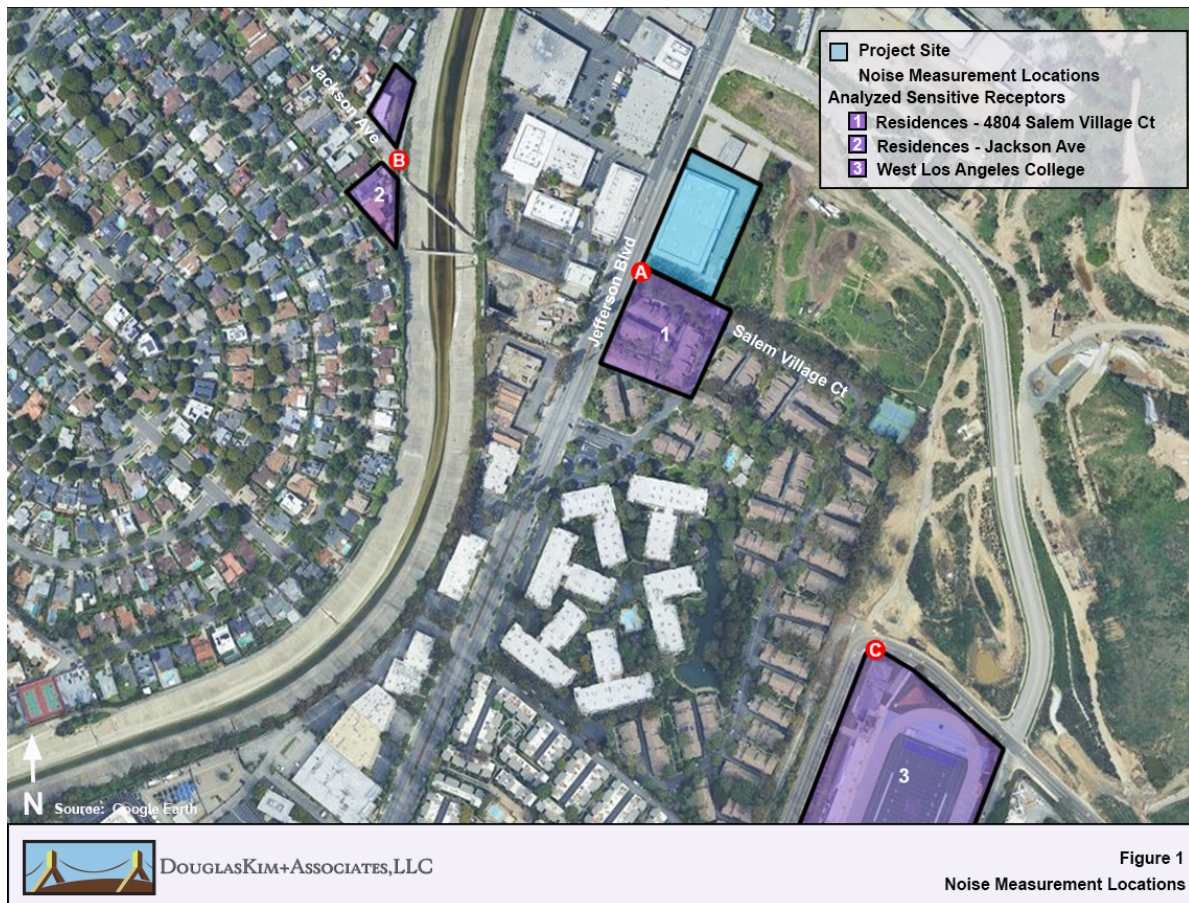 Project Site
Noise Measurement Locations
Analyzed Sensitive Receptors
1 Residences - 4804 Salem Village Ct
2 Residences - Jackson Ave
3 West Los Angeles College
Jackson Ave
B
2
A
Jefferson Blvd
1
Salem Village Ct
C
3
N
Source: Google Earth
DOUGLASKIM+ASSOCIATES,LLC
Figure 1
Noise Measurement Locations